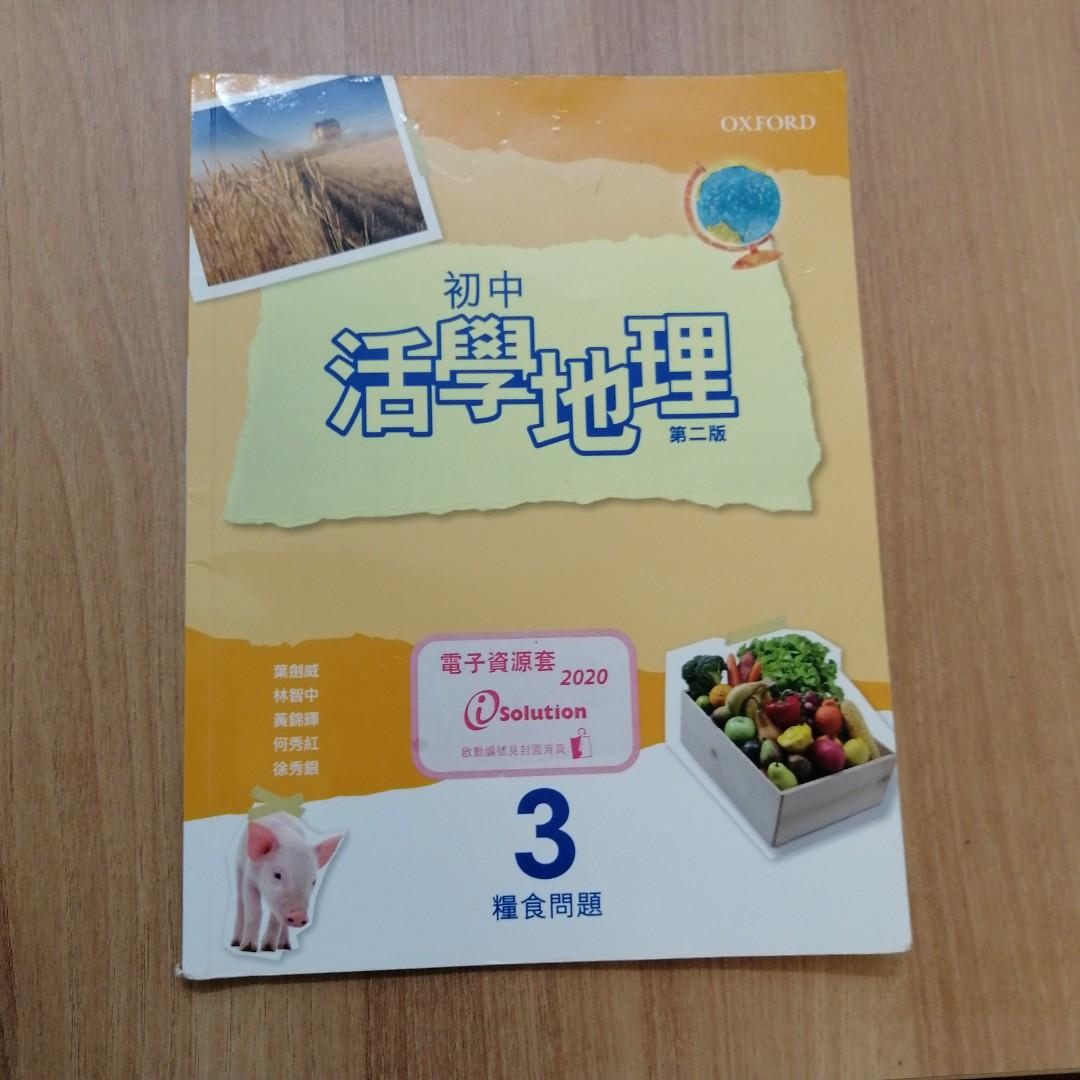 OXFORD
初中
活學地理
第二版
葉劍威
林智中
黃錦輝
何秀紅
徐秀銀
電子資源套
2020
iSolution
啟動編號見封面背頁
3
糧食問題